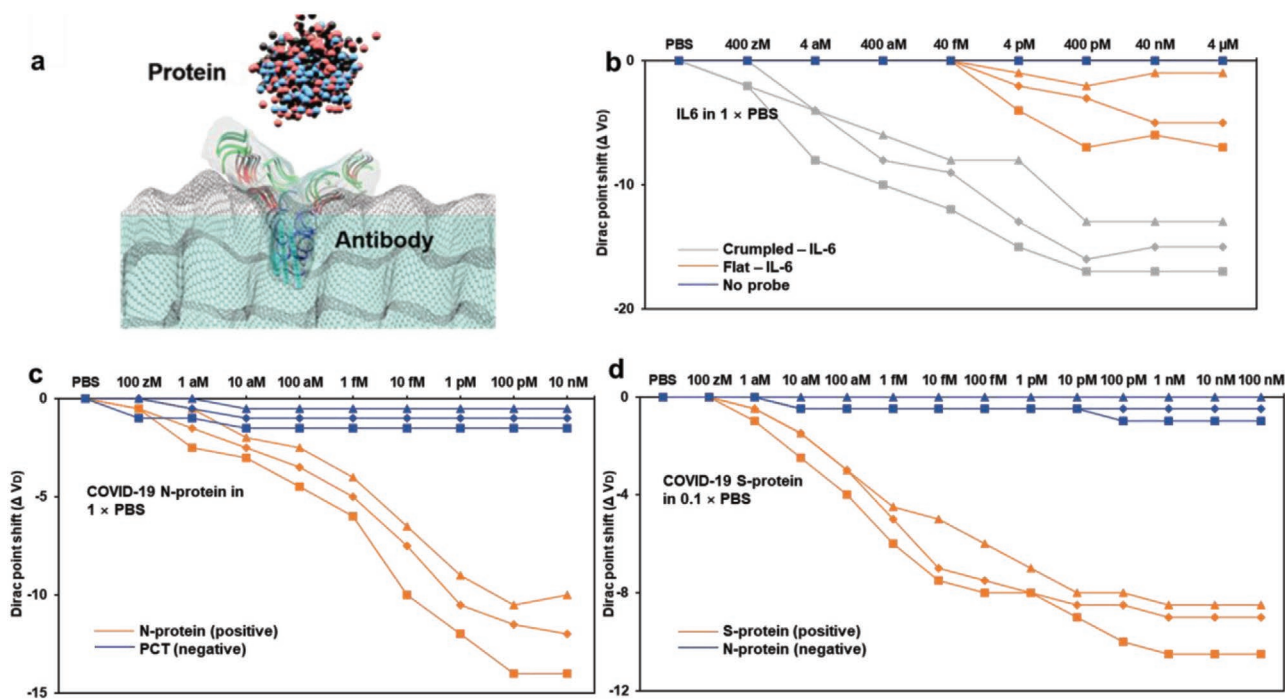 a
Protein
Antibody
b
PBS 400 zM 4 aM 400 aM 40 fM 4 pM 400 pM 40 nM 4 µM
0
-10
-20
Dirac point shift (Δ VD)
IL6 in 1 × PBS
Crumpled – IL-6
Flat – IL-6
No probe
c
PBS 100 zM 1 aM 10 aM 100 aM 1 fM 10 fM 1 pM 100 pM 10 nM
0
-5
-10
-15
Dirac point shift (Δ VD)
COVID-19 N-protein in
1 × PBS
N-protein (positive)
PCT (negative)
d
PBS 100 zM 1 aM 10 aM 100 aM 1 fM 10 fM 100 fM 1 pM 10 pM 100 pM 1 nM 10 nM 100 nM
0
-4
-8
-12
Dirac point shift (Δ VD)
COVID-19 S-protein
in 0.1 × PBS
S-protein (positive)
N-protein (negative)